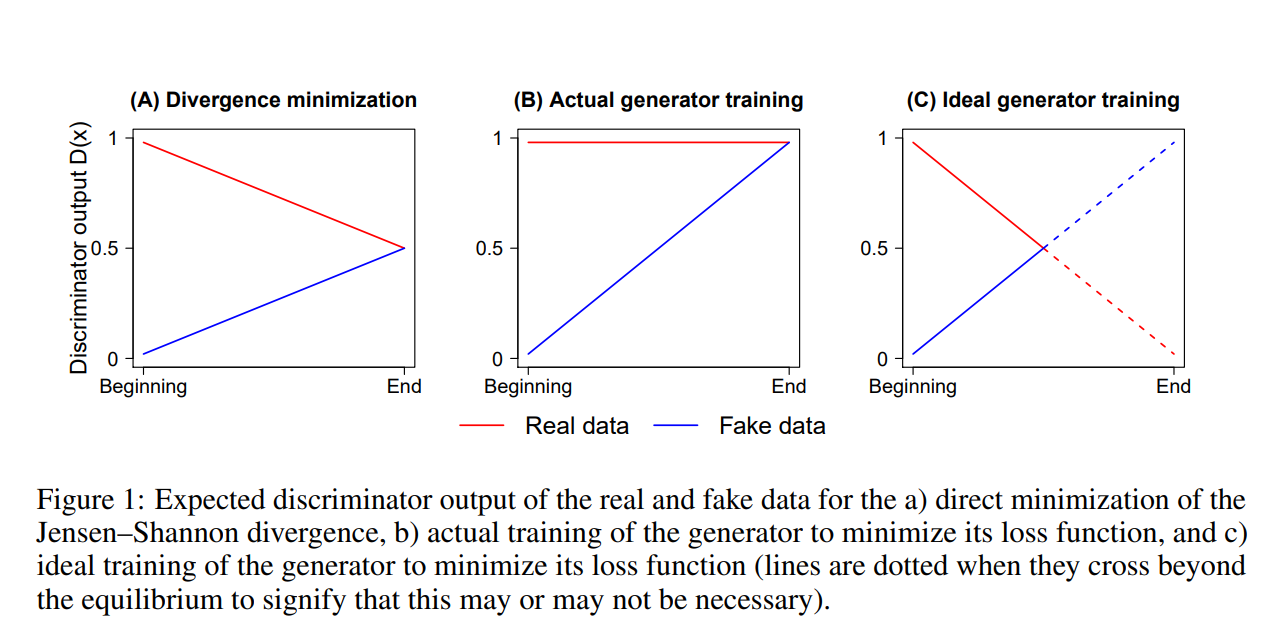 (A) Divergence minimization
(B) Actual generator training
(C) Ideal generator training
Discriminator output D(x)
1
0.5
0
Beginning
End
1
0.5
0
Beginning
End
1
0.5
0
Beginning
End
Real data
Fake data
Figure 1: Expected discriminator output of the real and fake data for the a) direct minimization of the
Jensen–Shannon divergence, b) actual training of the generator to minimize its loss function, and c)
ideal training of the generator to minimize its loss function (lines are dotted when they cross beyond
the equilibrium to signify that this may or may not be necessary).